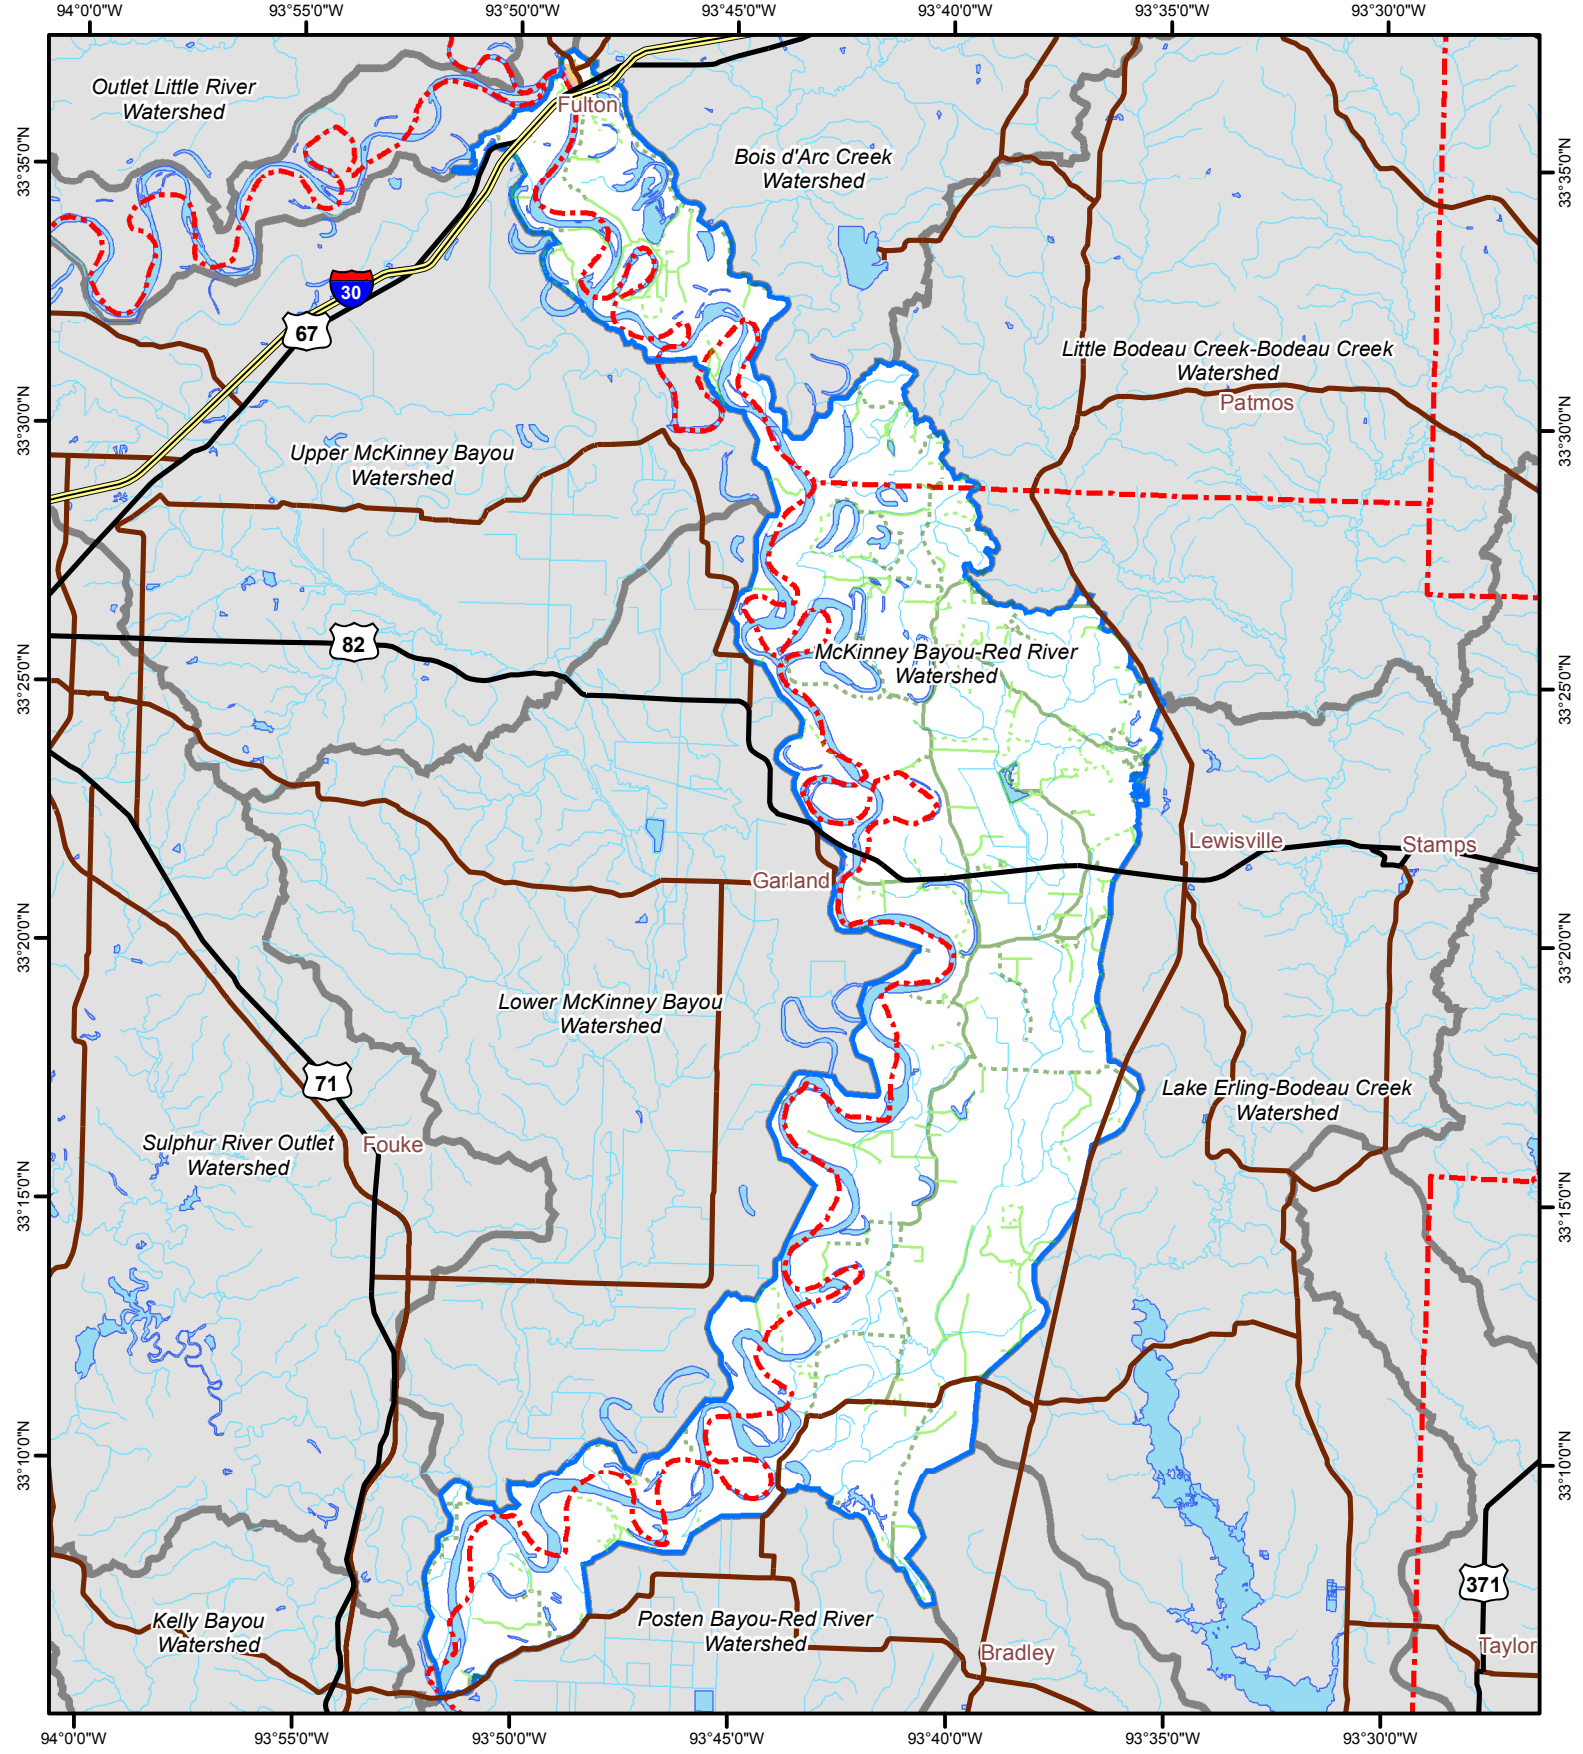 94°0'0"W
93°55'0"W
93°50'0"W
93°45'0"W
93°40'0"W
93°35'0"W
93°30'0"W
Outlet Little River
Watershed
Fulton
33°35'0"N
33°35'0"N
Bois d'Arc Creek
Watershed
30
67
Little Bodeau Creek-Bodeau Creek
Watershed
Patmos
33°30'0"N
33°30'0"N
Upper McKinney Bayou
Watershed
82
McKinney Bayou-Red River
Watershed
33°25'0"N
33°25'0"N
Lewisville
Stamps
Garland
33°20'0"N
33°20'0"N
Lower McKinney Bayou
Watershed
71
Lake Erling-Bodeau Creek
Watershed
Sulphur River Outlet
Watershed
Fouke
33°15'0"N
33°15'0"N
33°10'0"N
33°10'0"N
371
Kelly Bayou
Watershed
Posten Bayou-Red River
Watershed
Bradley
Taylor
94°0'0"W
93°55'0"W
93°50'0"W
93°45'0"W
93°40'0"W
93°35'0"W
93°30'0"W